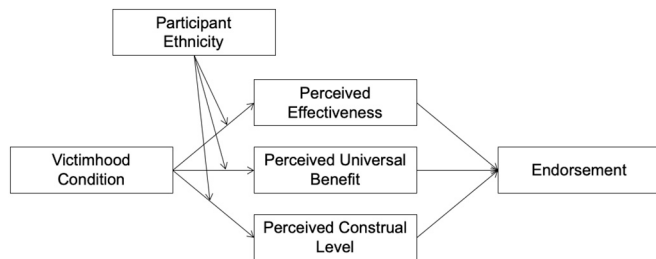 Participant
Ethnicity
Perceived
Effectiveness
Victimhood
Condition
Perceived Universal
Benefit
Endorsement
Perceived Construal
Level